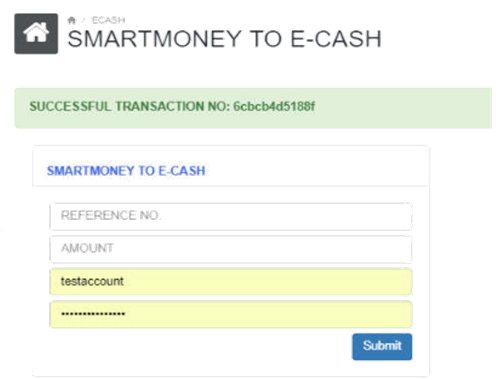 / ECASH
SMARTMONEY TO E-CASH
SUCCESSFUL TRANSACTION NO: 6cbcb4d5188f
SMARTMONEY TO E-CASH
REFERENCE NO.
AMOUNT
testaccount
•••••••••••••••
Submit